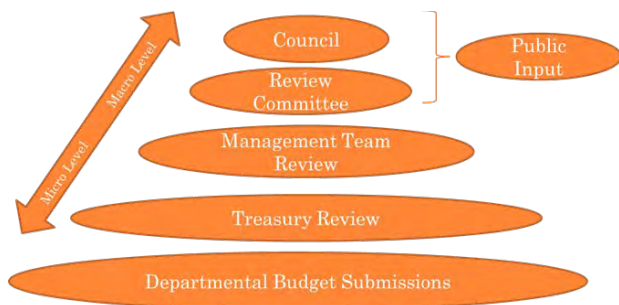 Council
Public
Input
Review
Committee
Macro Level
Management Team
Review
Micro Level
Treasury Review
Departmental Budget Submissions